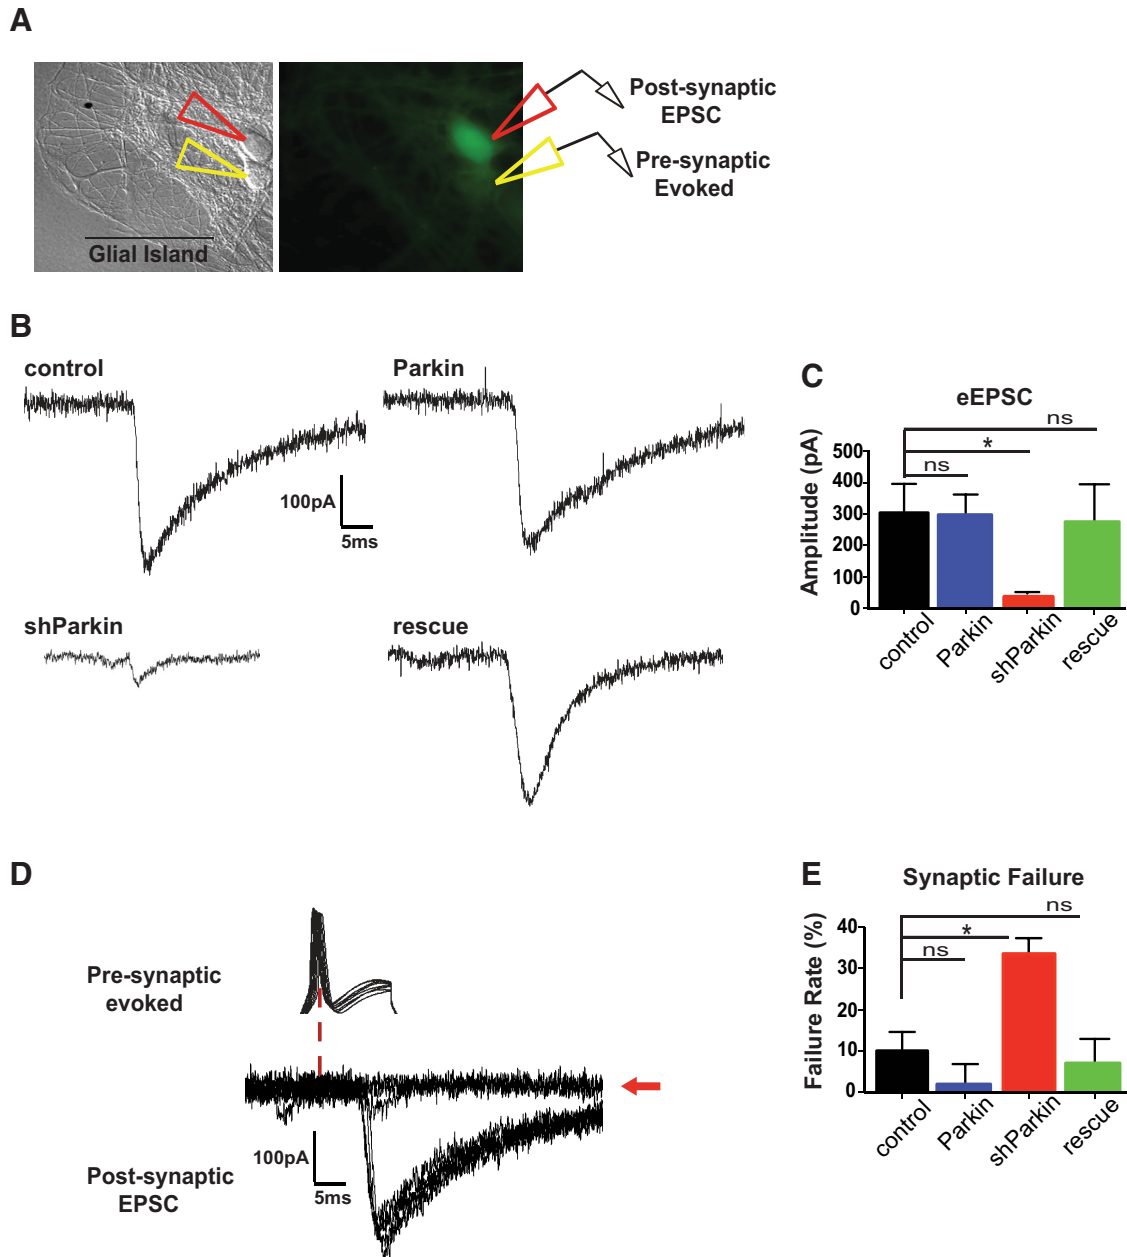 A
Glial Island
Post-synaptic
EPSC
Pre-synaptic
Evoked
B
control
Parkin
100pA
5ms
shParkin
rescue
C
eEPSC
ns
*
ns
Amplitude (pA)
500
400
300
200
100
0
control
Parkin
shParkin
rescue
D
Pre-synaptic
evoked
100pA
5ms
Post-synaptic
EPSC
E
Synaptic Failure
ns
*
ns
Failure Rate (%)
40
30
20
10
0
control
Parkin
shParkin
rescue